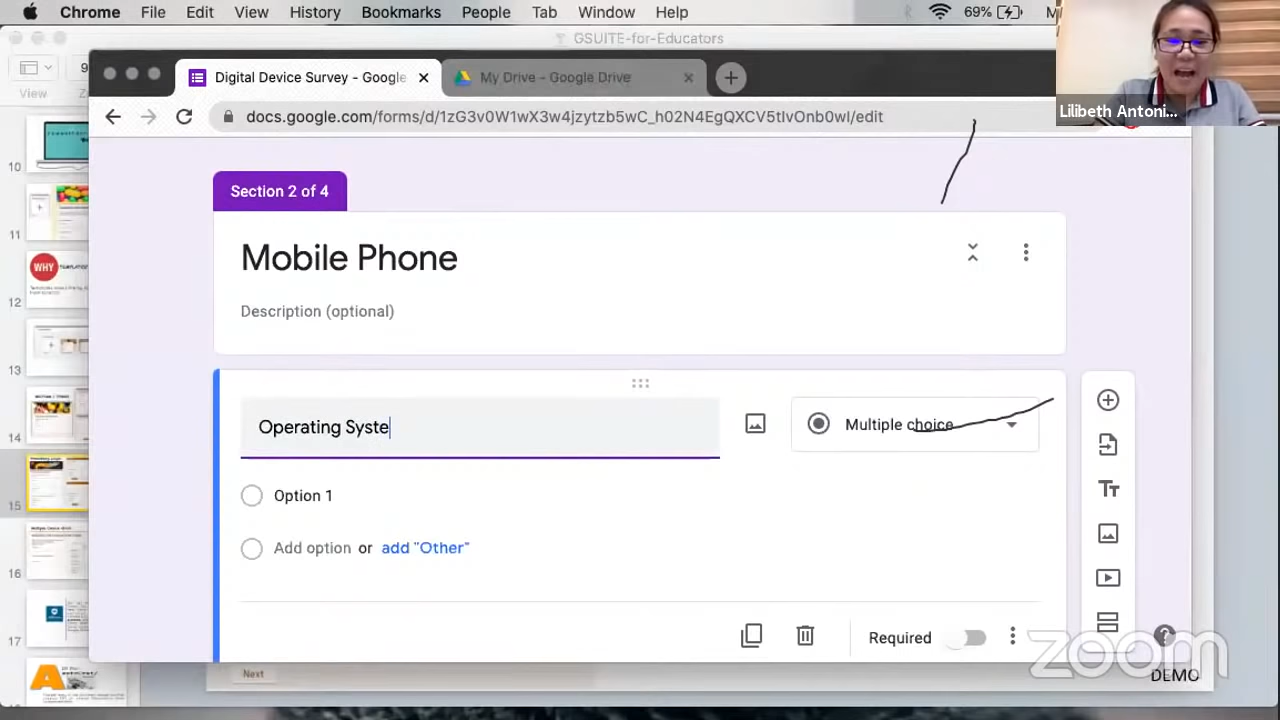 Chrome File Edit View History Bookmarks People Tab Window Help 69%
GSUITE-for-Educators
Digital Device Survey - Google
My Drive - Google Drive
View
docs.google.com/forms/d/1zG3v0W1wX3w4jzytzb5wC_h02N4EgQXCV5tIvOnb0wI/edit
Lilibeth Antoni...
10
11
12
13
14
15
16
17
WHY
Section 2 of 4
Mobile Phone
Description (optional)
Operating Syste
Multiple choice
Option 1
Add option or add "Other"
Required
Tт
Next
zoom
DEMO